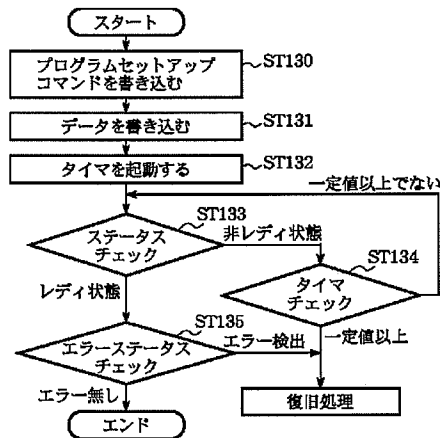 スタート
プログラムセットアップ
コマンドを書き込む
ST130
データを書き込む
ST131
タイマを起動する
ST132
一定値以上でない
ST133
ステータス
チェック
非レディ状態
ST134
タイマ
チェック
レディ状態
ST135
エラーステータス
チェック
エラー検出
一定値以上
エラー無し
復旧処理
エンド